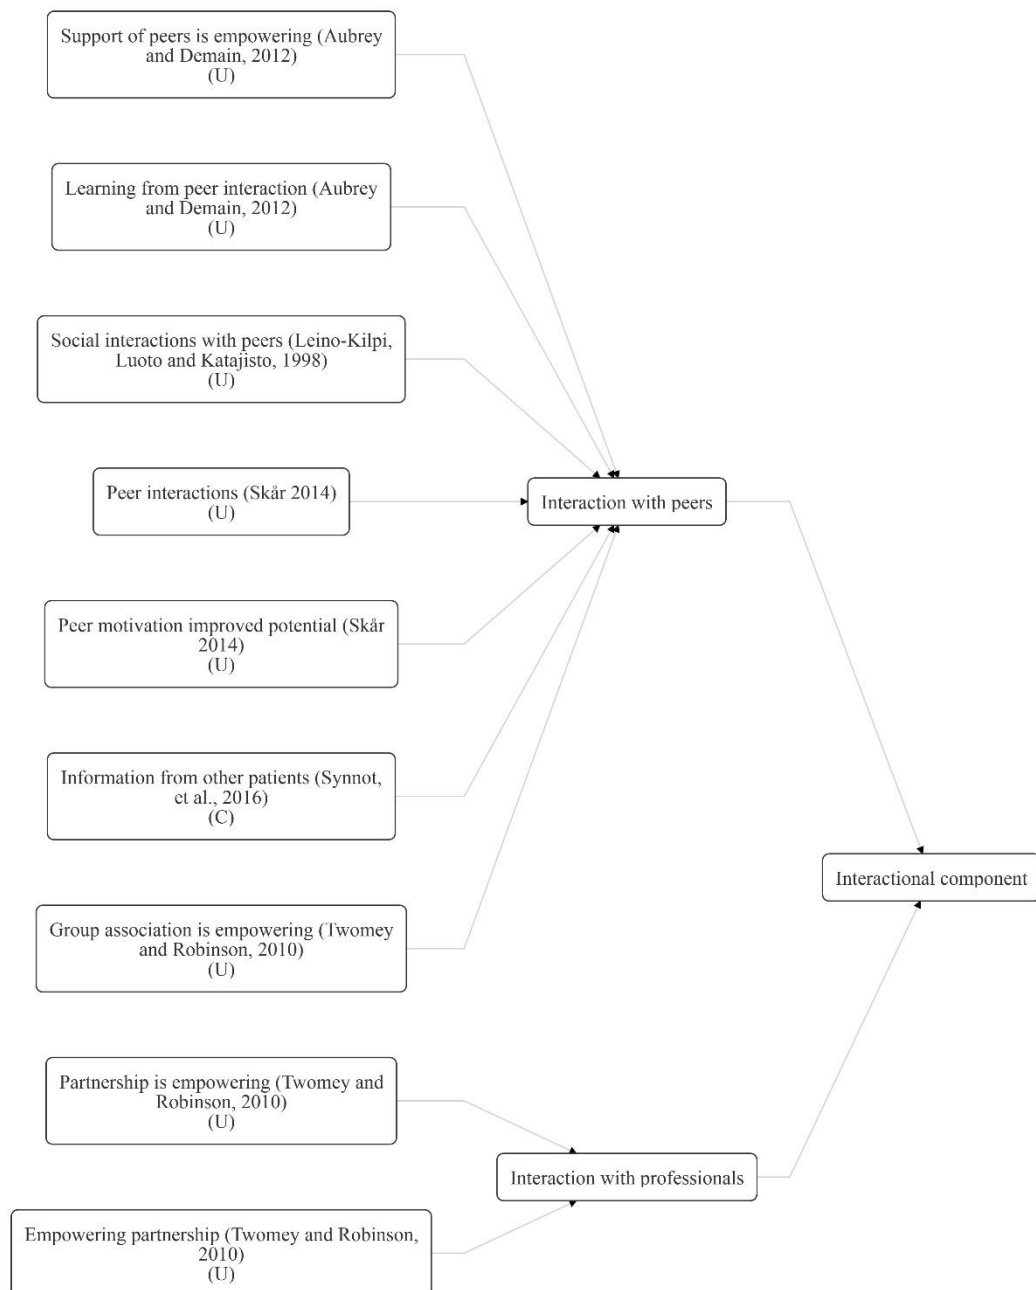 Support of peers is empowering (Aubrey
and Demain, 2012)
(U)
Learning from peer interaction (Aubrey
and Demain, 2012)
(U)
Social interactions with peers (Leino-Kilpi,
Luoto and Katajisto, 1998)
(U)
Peer interactions (Skår 2014)
(U)
Interaction with peers
Peer motivation improved potential (Skår
2014)
(U)
Information from other patients (Synnot,
et al., 2016)
(C)
Interactional component
Group association is empowering (Twomey
and Robinson, 2010)
(U)
Partnership is empowering (Twomey and
Robinson, 2010)
(U)
Interaction with professionals
Empowering partnership (Twomey and Robinson,
2010)
(U)